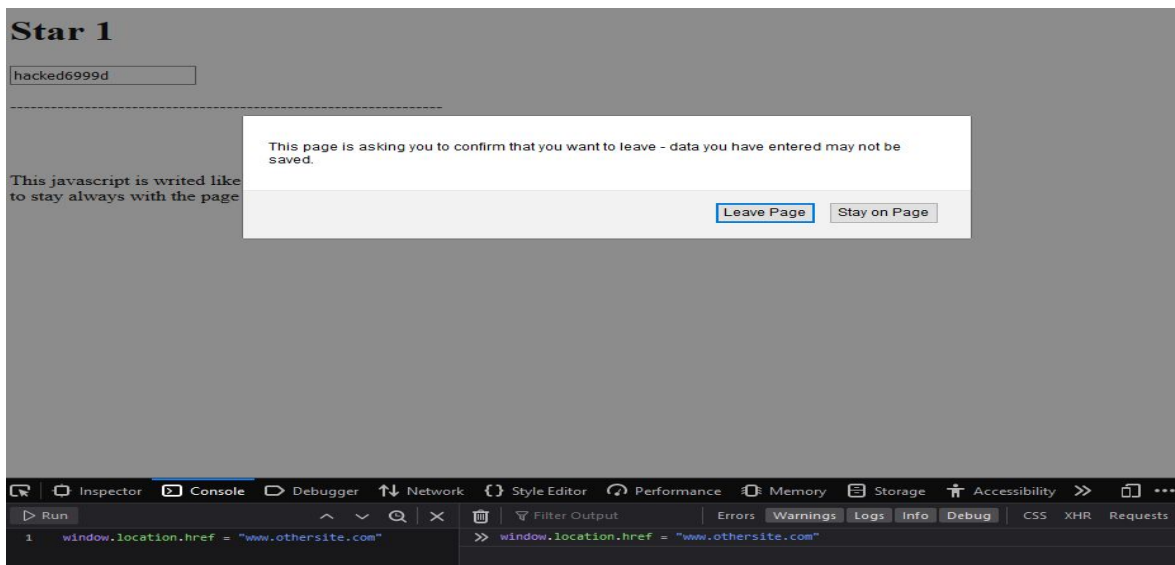 Star 1
hacked6999d
----------------------------------------------------------------
This page is asking you to confirm that you want to leave - data you have entered may not be
saved.
This javascript is writed like
to stay always with the page
Leave Page
Stay on Page
Inspector Console Debugger Network Style Editor Performance Memory Storage Accessibility
Run
Filter Output Errors Warnings Logs Info Debug CSS XHR Requests
1 window.location.href = "www.othersite.com"
window.location.href = "www.othersite.com"